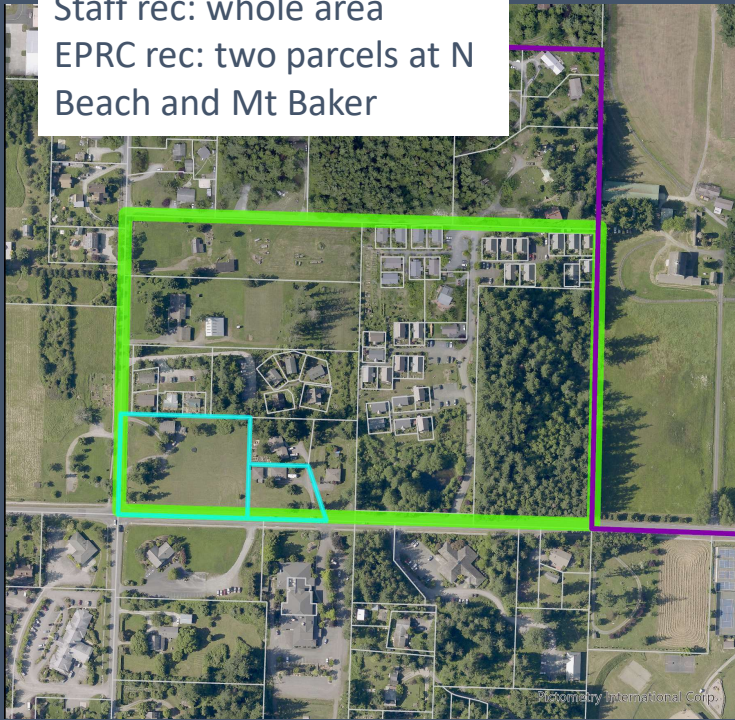 Staff rec: whole area
EPRC rec: two parcels at N
Beach and Mt Baker
Pictometry International Corp.